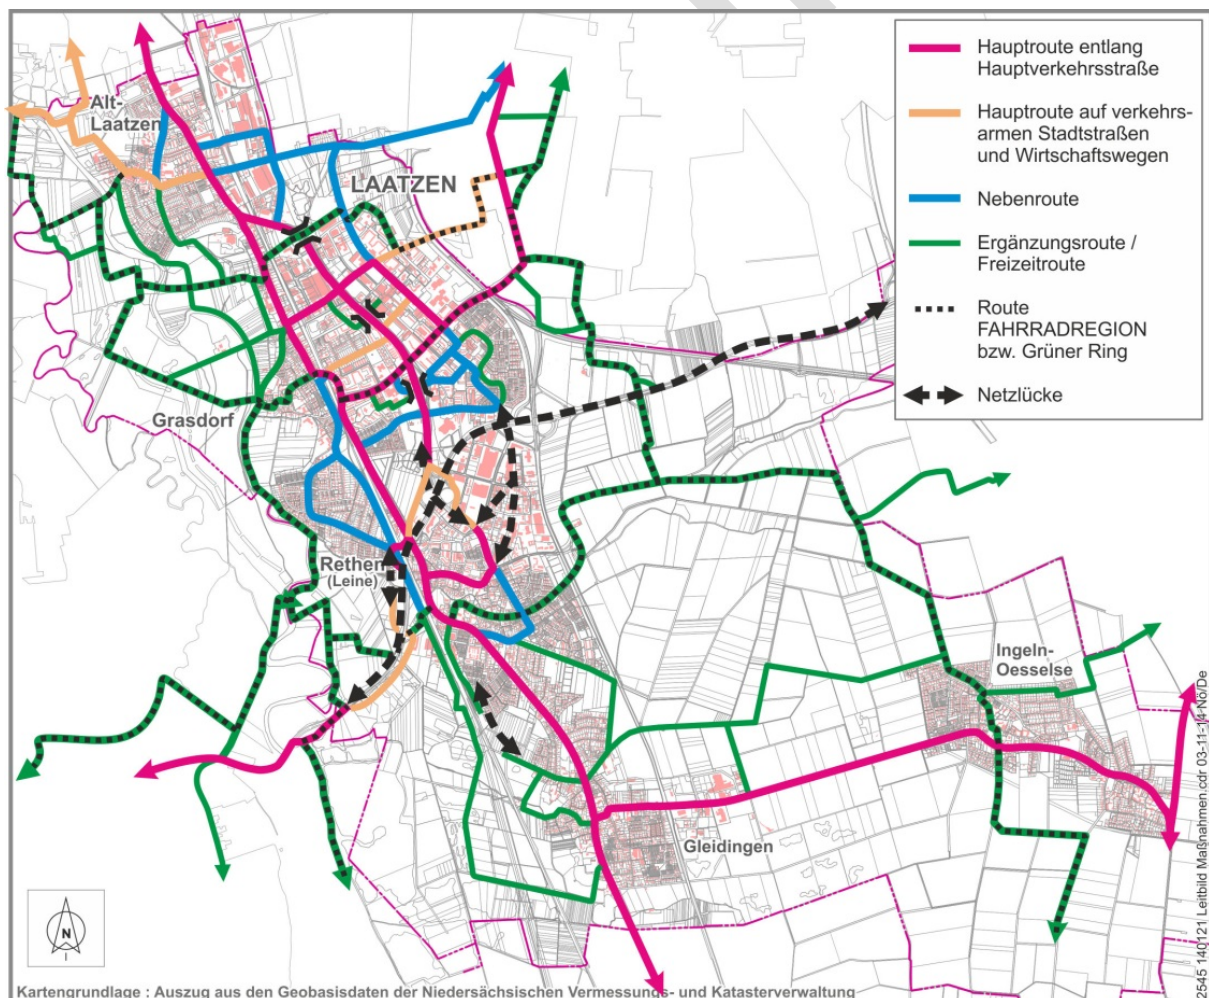 Hauptroute entlang
Hauptverkehrsstraße
Hauptroute auf verkehrs-
armen Stadtstraßen
und Wirtschaftswegen
Nebenroute
Ergänzungsroute /
Freizeitroute
Route
FAHRRADREGION
bzw. Grüner Ring
Netzlücke
Alt-
Laatzen
LAATZEN
Grasdorf
Rethen
(Leine)
Ingeln-
Oesselse
Gleidingen
N
Kartengrundlage : Auszug aus den Geobasisdaten der Niedersächsischen Vermessungs- und Katasterverwaltung
2545 140121 Leitbild Maßnahmen.cdr 03-11-14 Nö/De